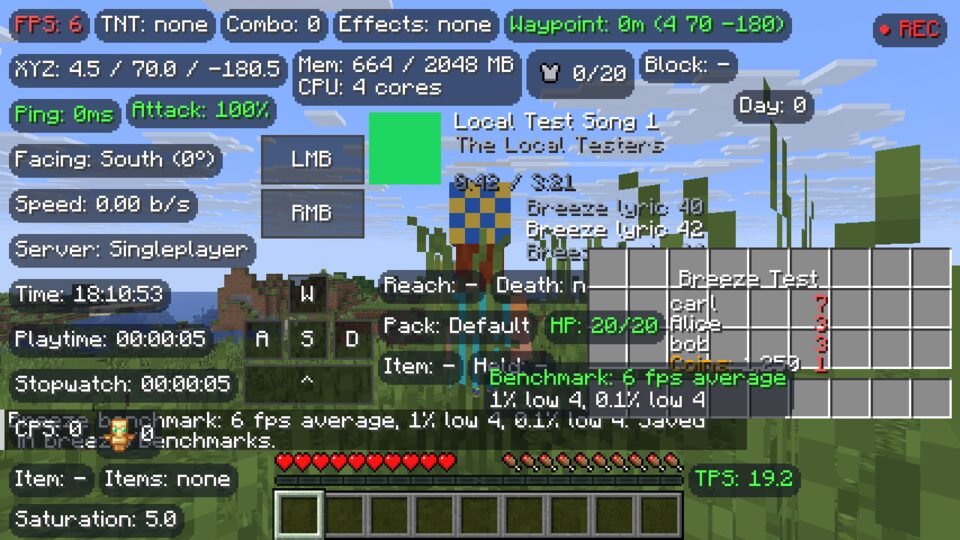 FPS: 6
TNT: none
Combo: 0
Effects: none
Waypoint: 0m (4 70 -180)
REC
XYZ: 4.5 / 70.0 / -180.5
Mem: 664 / 2048 MB
CPU: 4 cores
0/20
Block: -
Day: 0
Ping: 0ms
Attack: 100%
Local Test Song 1
The Local Testers
0:42 / 3:21
Facing: South (0°)
LMB
RMB
Speed: 0.00 b/s
Breeze lyric 40
Breeze lyric 42
Server: Singleplayer
Time: 18:10:53
W
A
S
D
^
Reach: -
Death: n
Breeze Test
carl 7
Alice 3
bob 3
Coins: 1,250 1
Playtime: 00:00:05
Pack: Default
HP: 20/20
Item: -
Stopwatch: 00:00:05
Benchmark: 6 fps average
1% low 4, 0.1% low 4
Breeze benchmark: 6 fps average, 1% low 4, 0.1% low 4. Saved
in breeze benchmarks.
CPS: 0
0
Item: -
Items: none
TPS: 19.2
Saturation: 5.0